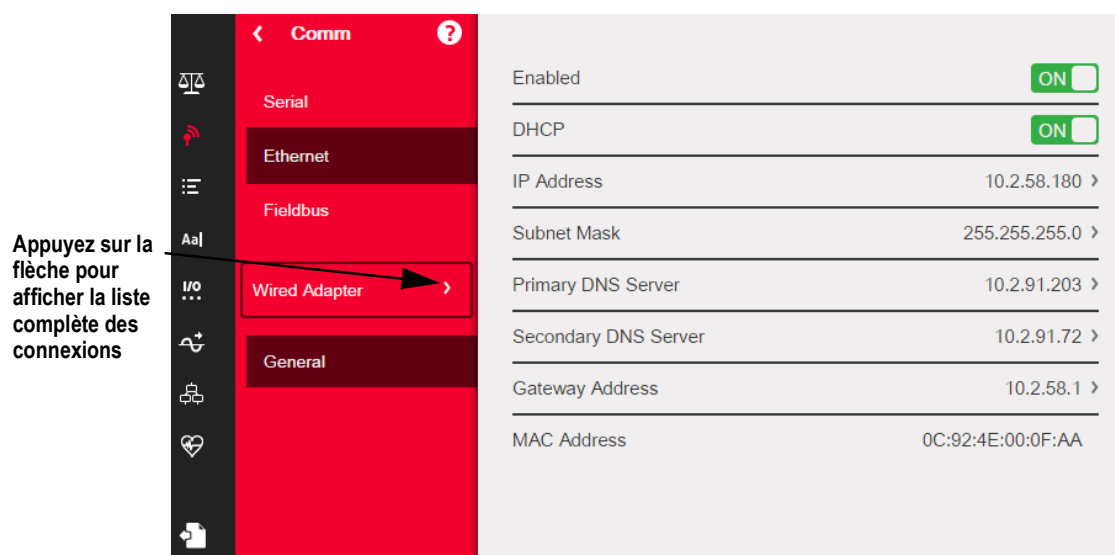 Appuyez sur la
flèche pour
afficher la liste
complète des
connexions
Aa
I/O
Comm
?
Serial
Ethernet
Fieldbus
Wired Adapter
General
Enabled ON
DHCP ON
IP Address 10.2.58.180
Subnet Mask 255.255.255.0
Primary DNS Server 10.2.91.203
Secondary DNS Server 10.2.91.72
Gateway Address 10.2.58.1
MAC Address 0C:92:4E:00:0F:AA